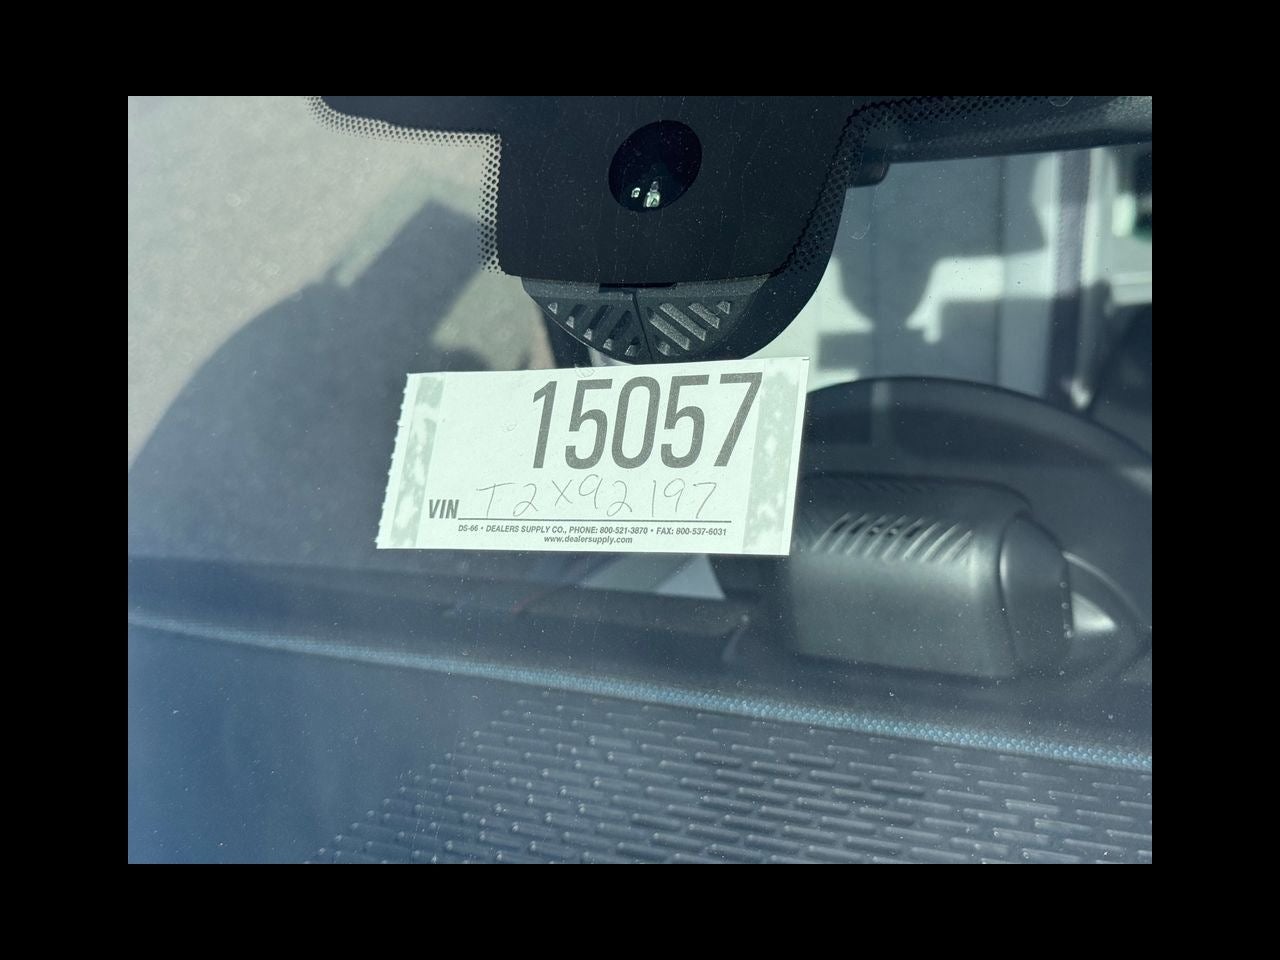 15057
VIN T2X92197
DS-66 • DEALERS SUPPLY CO., PHONE: 800-521-3870 • FAX: 800-537-6031
www.dealersupply.com